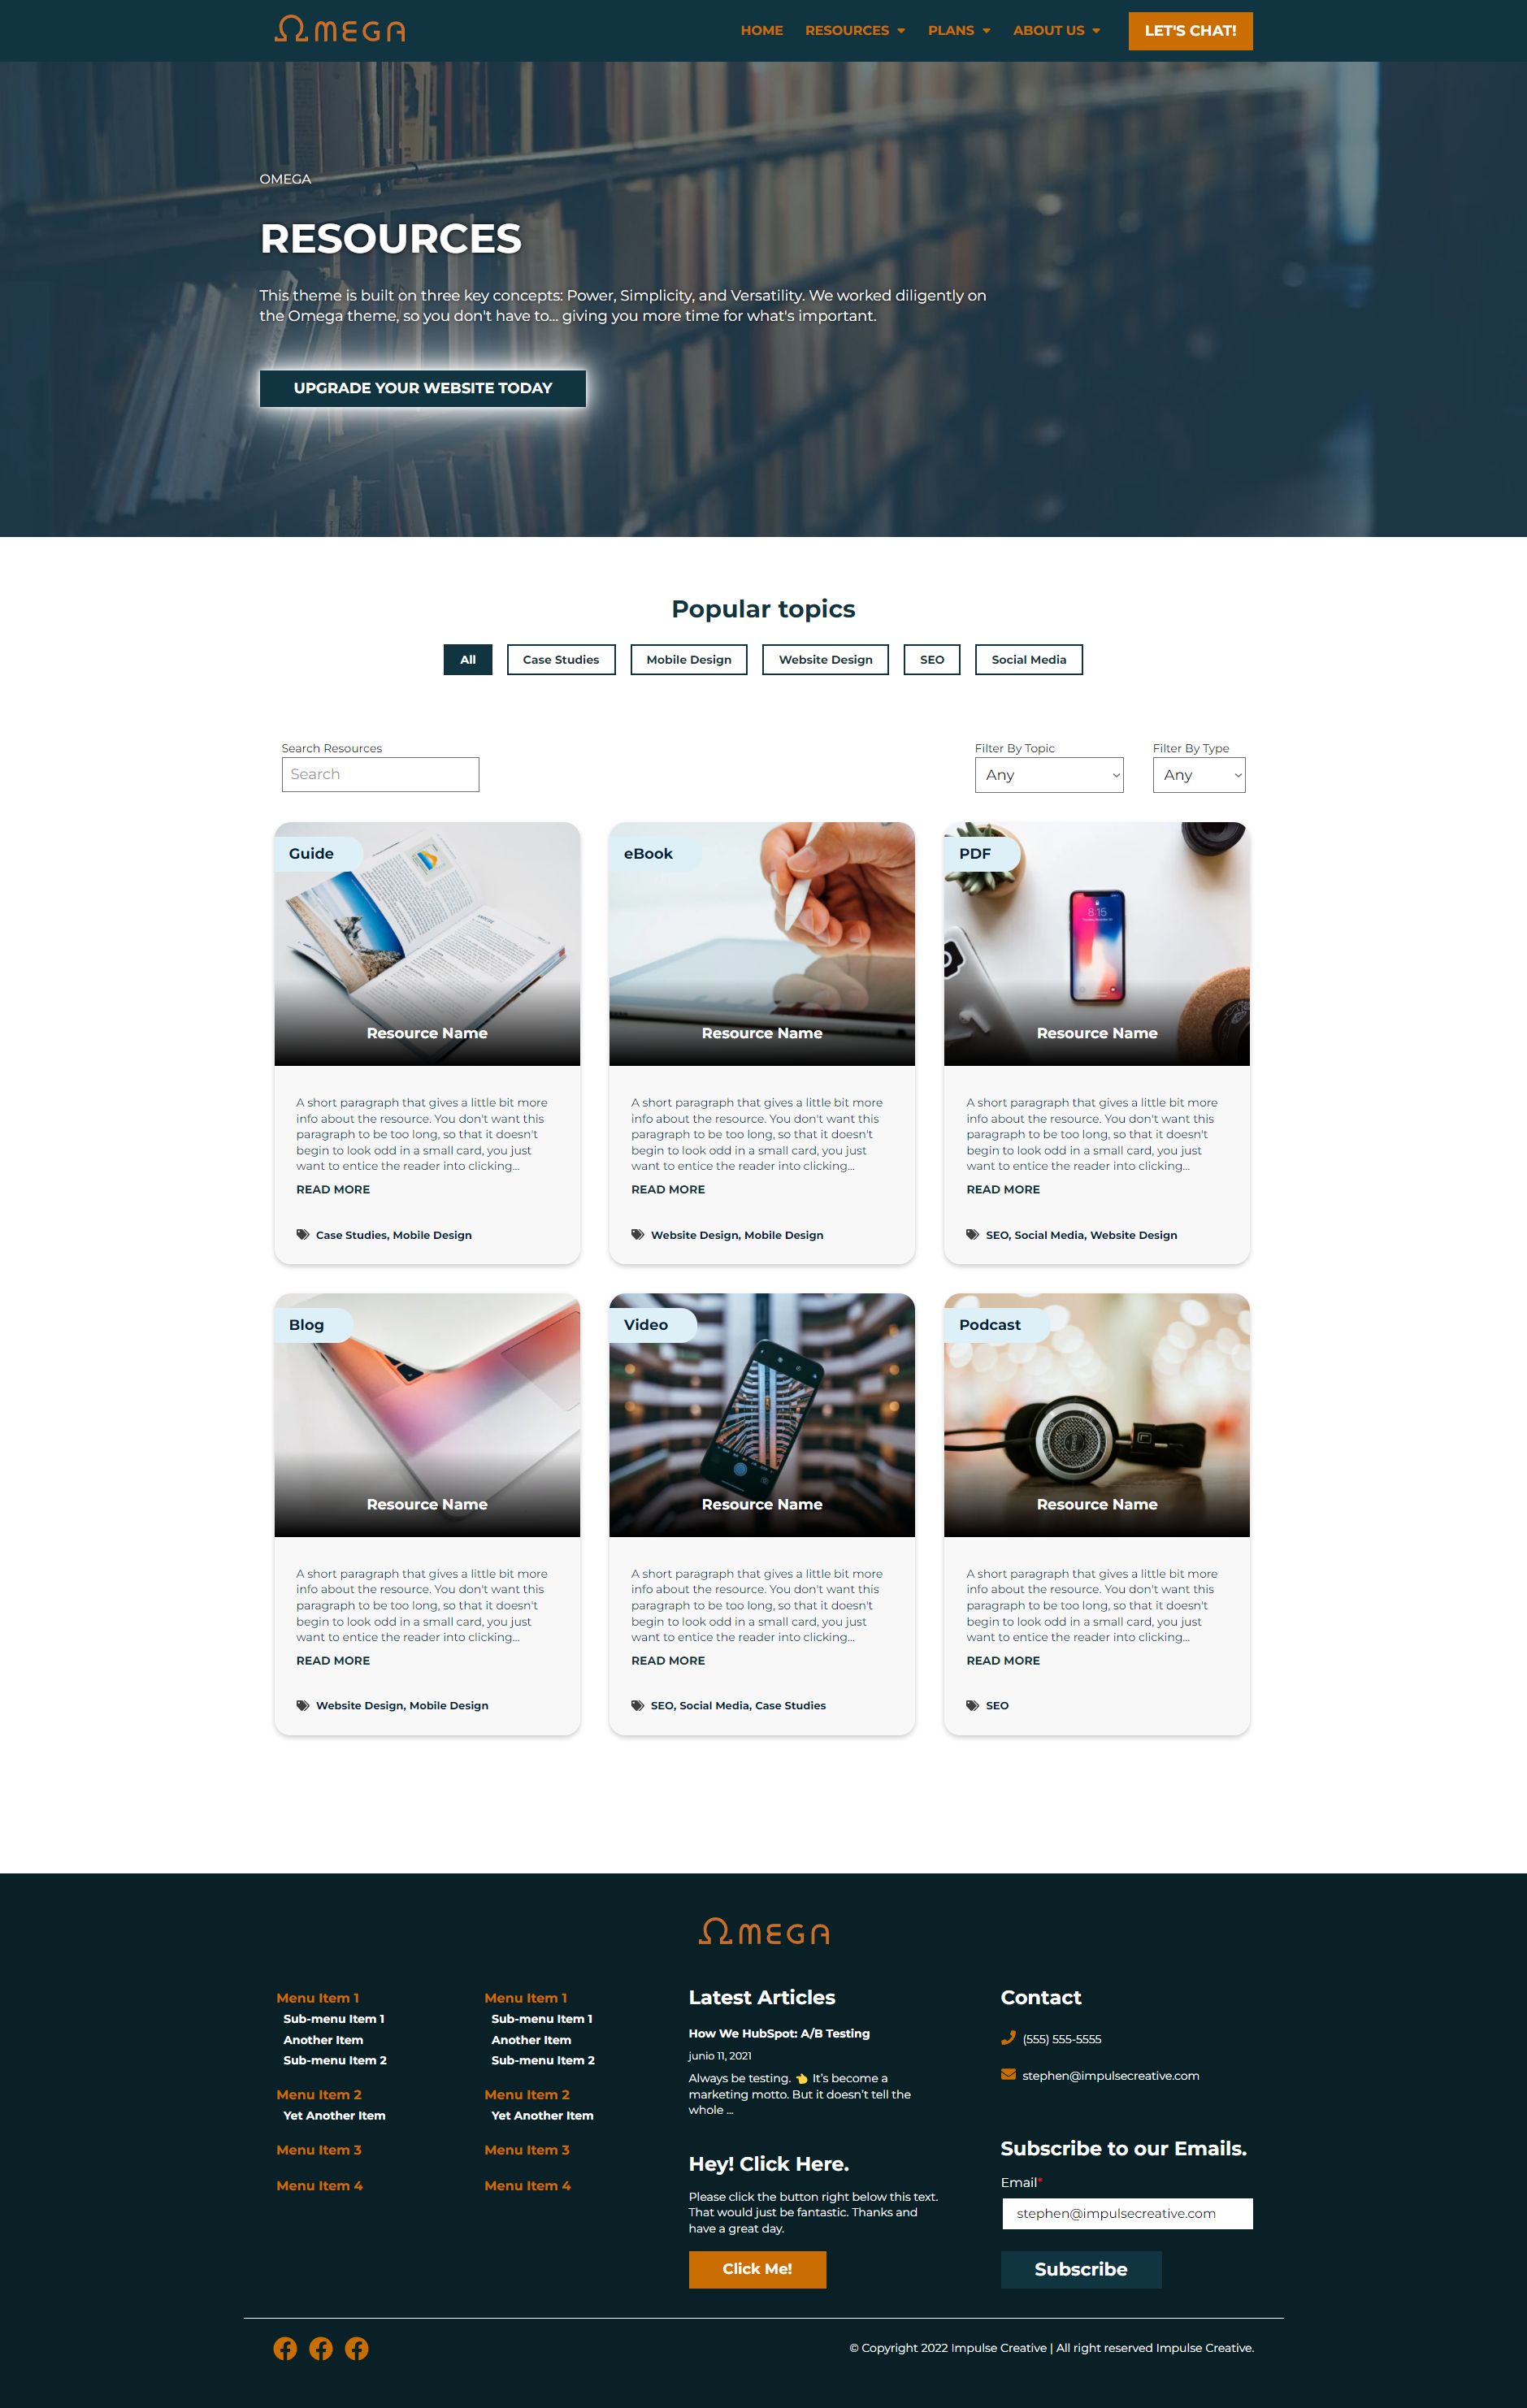 ΩMEGA
HOME
RESOURCES
PLANS
ABOUT US
LET'S CHAT!
OMEGA
RESOURCES
This theme is built on three key concepts: Power, Simplicity, and Versatility. We worked diligently on
the Omega theme, so you don't have to... giving you more time for what's important.
UPGRADE YOUR WEBSITE TODAY
Popular topics
All
Case Studies
Mobile Design
Website Design
SEO
Social Media
Search Resources
Search
Filter By Topic
Any
Filter By Type
Any
Guide
Resource Name
A short paragraph that gives a little bit more
info about the resource. You don't want this
paragraph to be too long, so that it doesn't
begin to look odd in a small card, you just
want to entice the reader into clicking...
READ MORE
Case Studies, Mobile Design
eBook
Resource Name
A short paragraph that gives a little bit more
info about the resource. You don't want this
paragraph to be too long, so that it doesn't
begin to look odd in a small card, you just
want to entice the reader into clicking...
READ MORE
Website Design, Mobile Design
PDF
8:15
Resource Name
A short paragraph that gives a little bit more
info about the resource. You don't want this
paragraph to be too long, so that it doesn't
begin to look odd in a small card, you just
want to entice the reader into clicking...
READ MORE
SEO, Social Media, Website Design
Blog
Resource Name
A short paragraph that gives a little bit more
info about the resource. You don't want this
paragraph to be too long, so that it doesn't
begin to look odd in a small card, you just
want to entice the reader into clicking...
READ MORE
Website Design, Mobile Design
Video
Resource Name
A short paragraph that gives a little bit more
info about the resource. You don't want this
paragraph to be too long, so that it doesn't
begin to look odd in a small card, you just
want to entice the reader into clicking...
READ MORE
SEO, Social Media, Case Studies
Podcast
L
Resource Name
A short paragraph that gives a little bit more
info about the resource. You don't want this
paragraph to be too long, so that it doesn't
begin to look odd in a small card, you just
want to entice the reader into clicking...
READ MORE
SEO
ΩMEGA
Menu Item 1
Sub-menu Item 1
Another Item
Sub-menu Item 2
Menu Item 2
Yet Another Item
Menu Item 3
Menu Item 4
Menu Item 1
Sub-menu Item 1
Another Item
Sub-menu Item 2
Menu Item 2
Yet Another Item
Menu Item 3
Menu Item 4
Latest Articles
How We HubSpot: A/B Testing
junio 11, 2021
Always be testing. 👈 It's become a
marketing motto. But it doesn't tell the
whole ...
Hey! Click Here.
Please click the button right below this text.
That would just be fantastic. Thanks and
have a great day.
Click Me!
Contact
(555) 555-5555
stephen@impulsecreative.com
Subscribe to our Emails.
Email*
stephen@impulsecreative.com
Subscribe
© Copyright 2022 Impulse Creative | All right reserved Impulse Creative.